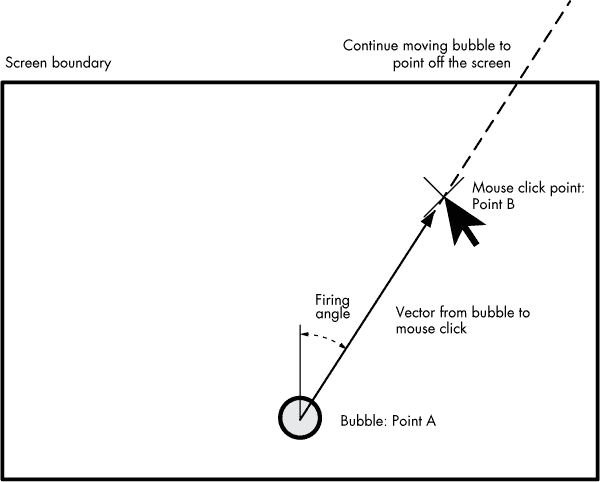 Continue moving bubble to
point off the screen
Screen boundary
Mouse click point:
Point B
Firing
angle
Vector from bubble to
mouse click
Bubble: Point A